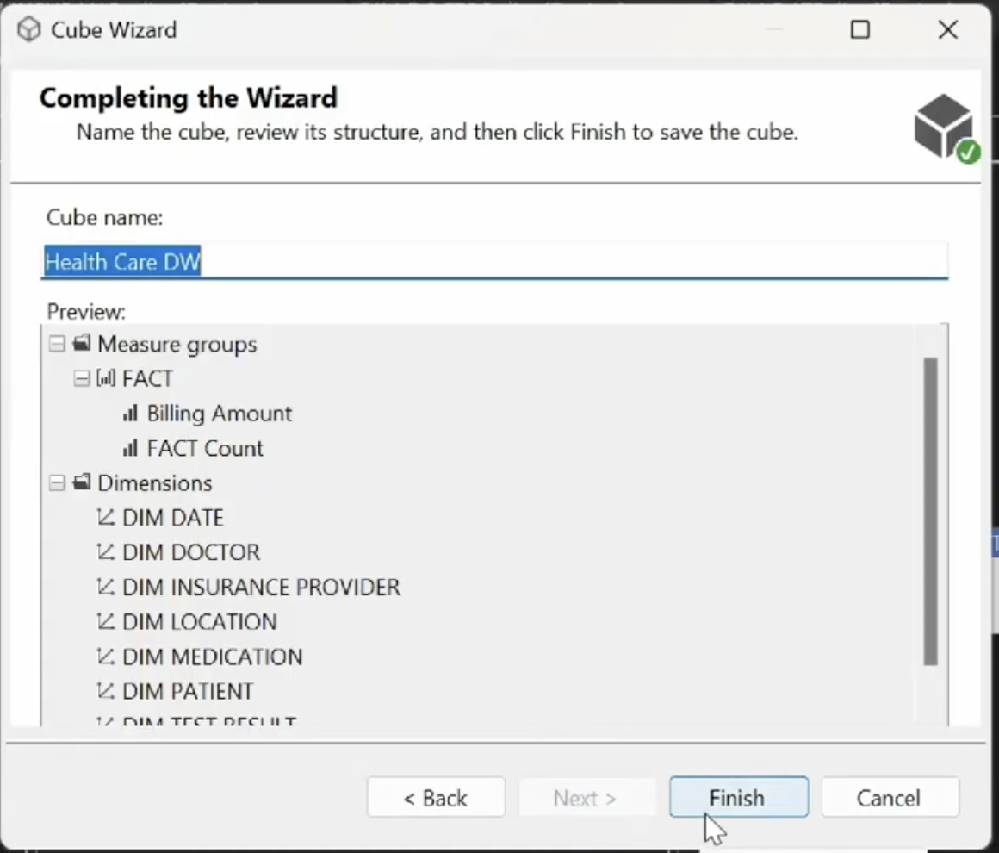 Cube Wizard
Completing the Wizard
Name the cube, review its structure, and then click Finish to save the cube.
Cube name:
Health Care DW
Preview:
Measure groups
FACT
Billing Amount
FACT Count
Dimensions
DIM DATE
DIM DOCTOR
DIM INSURANCE PROVIDER
DIM LOCATION
DIM MEDICATION
DIM PATIENT
DIM TEST RESULT
< Back
Next >
Finish
Cancel